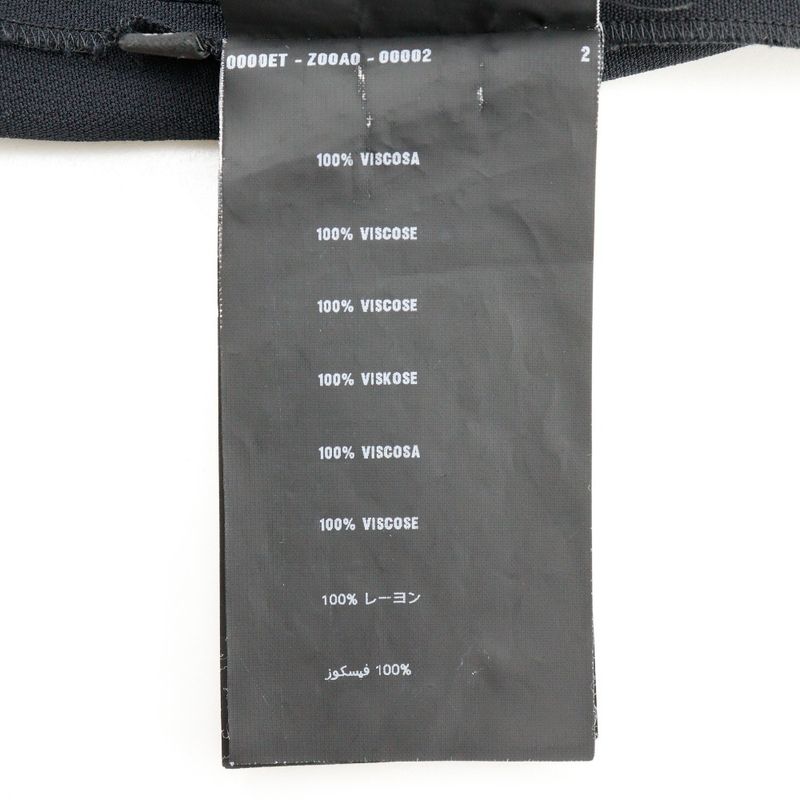 0000ET - Z00A0 - 00002 2
100% VISCOSA
100% VISCOSE
100% VISCOSE
100% VISKOSE
100% VISCOSA
100% VISCOSE
100% レーヨン
100% فيسكوز